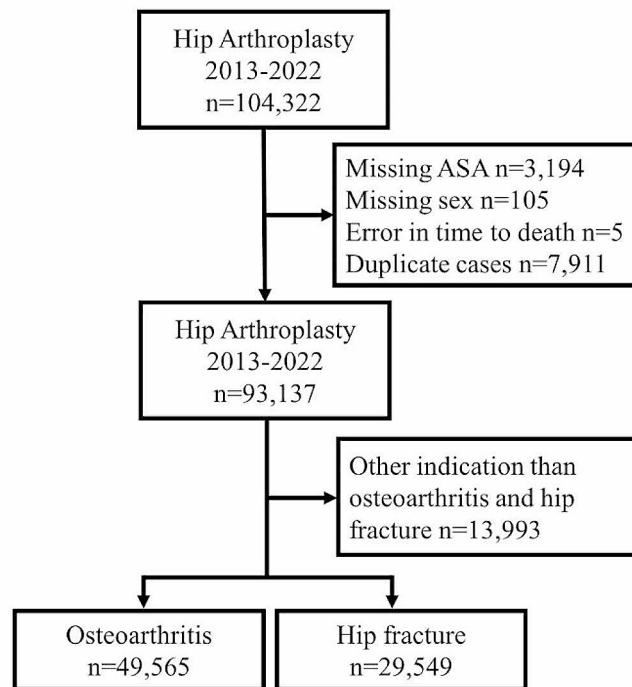 Hip Arthroplasty
2013-2022
n=104,322
Missing ASA n=3,194
Missing sex n=105
Error in time to death n=5
Duplicate cases n=7,911
Hip Arthroplasty
2013-2022
n=93,137
Other indication than
osteoarthritis and hip
fracture n=13,993
Osteoarthritis
n=49,565
Hip fracture
n=29,549